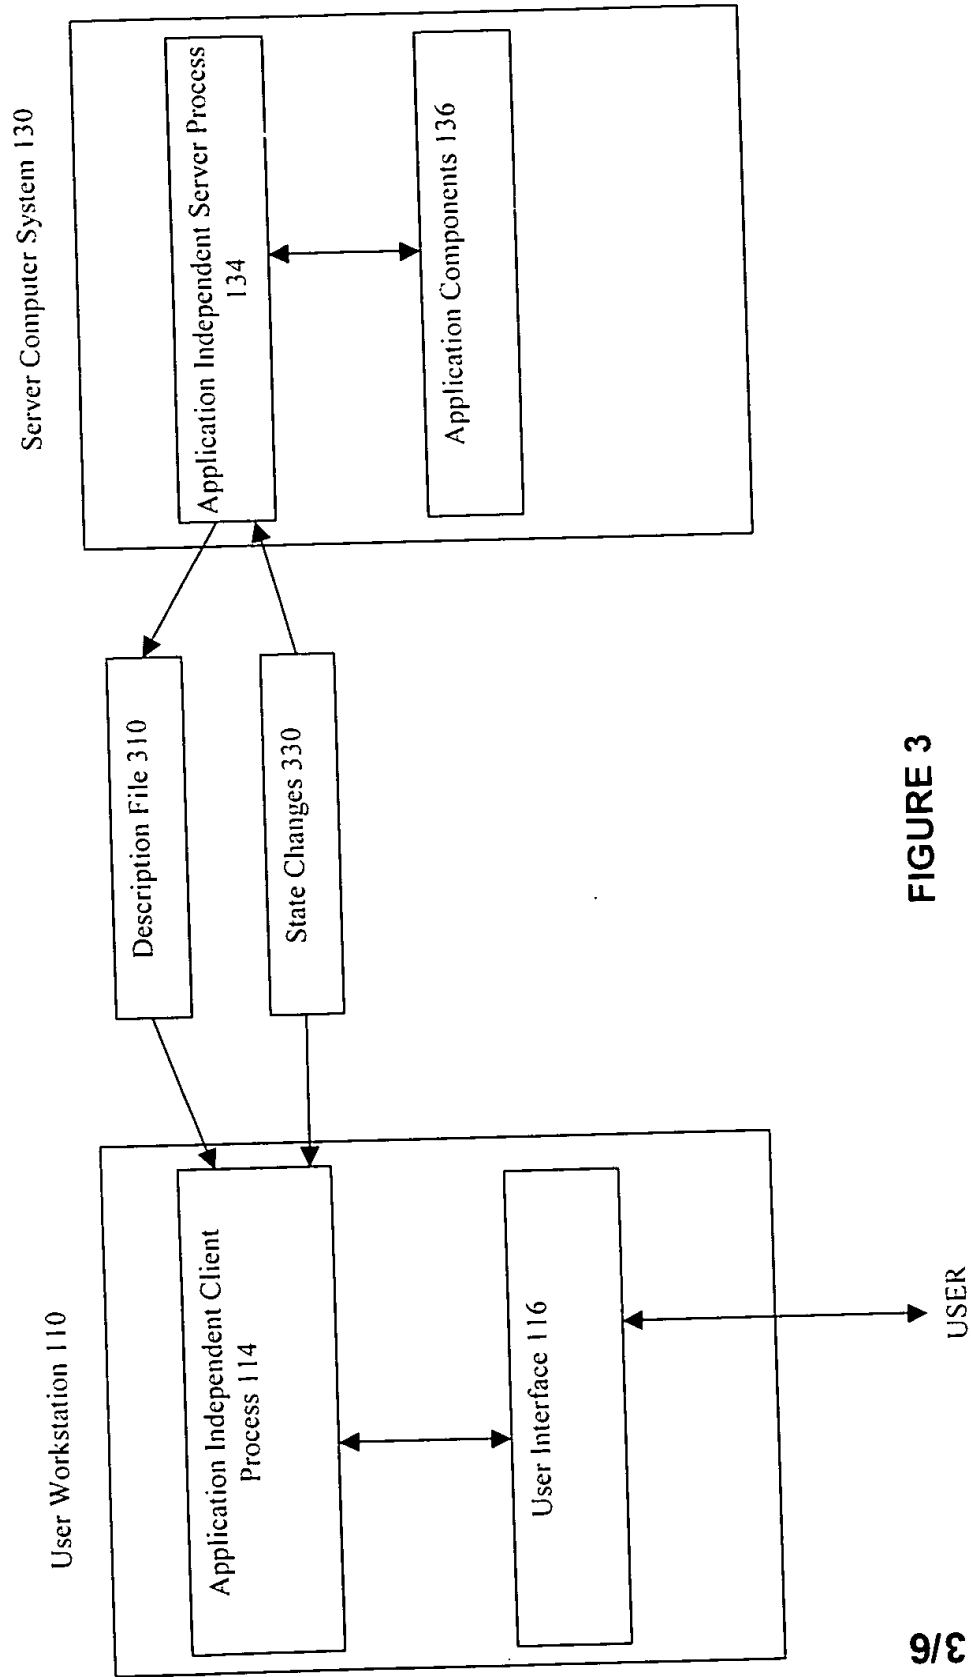 3/6
User Workstation 110
Application Independent Client
Process 114
User Interface 116
USER
Description File 310
State Changes 330
Server Computer System 130
Application Independent Server Process
134
Application Components 136
FIGURE 3